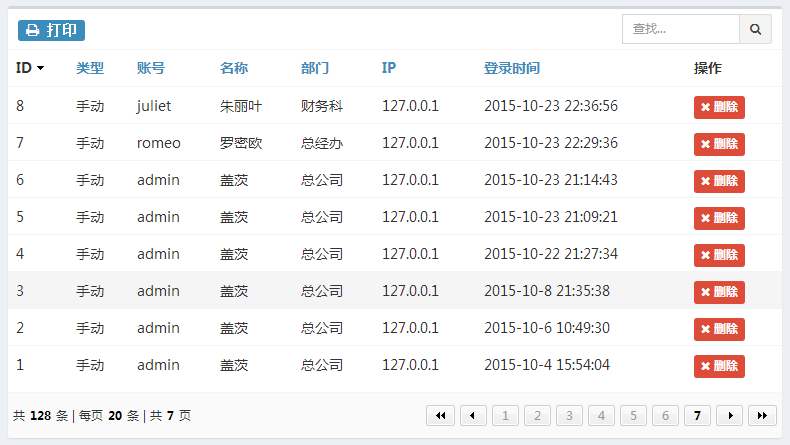 打印 查找...
ID 类型 账号 名称 部门 IP 登录时间 操作
8 手动 juliet 朱丽叶 财务科 127.0.0.1 2015-10-23 22:36:56 删除
7 手动 romeo 罗密欧 总经办 127.0.0.1 2015-10-23 22:29:36 删除
6 手动 admin 盖茨 总公司 127.0.0.1 2015-10-23 21:14:43 删除
5 手动 admin 盖茨 总公司 127.0.0.1 2015-10-23 21:09:21 删除
4 手动 admin 盖茨 总公司 127.0.0.1 2015-10-22 21:27:34 删除
3 手动 admin 盖茨 总公司 127.0.0.1 2015-10-8 21:35:38 删除
2 手动 admin 盖茨 总公司 127.0.0.1 2015-10-6 10:49:30 删除
1 手动 admin 盖茨 总公司 127.0.0.1 2015-10-4 15:54:04 删除
共 128 条 | 每页 20 条 | 共 7 页 1 2 3 4 5 6 7